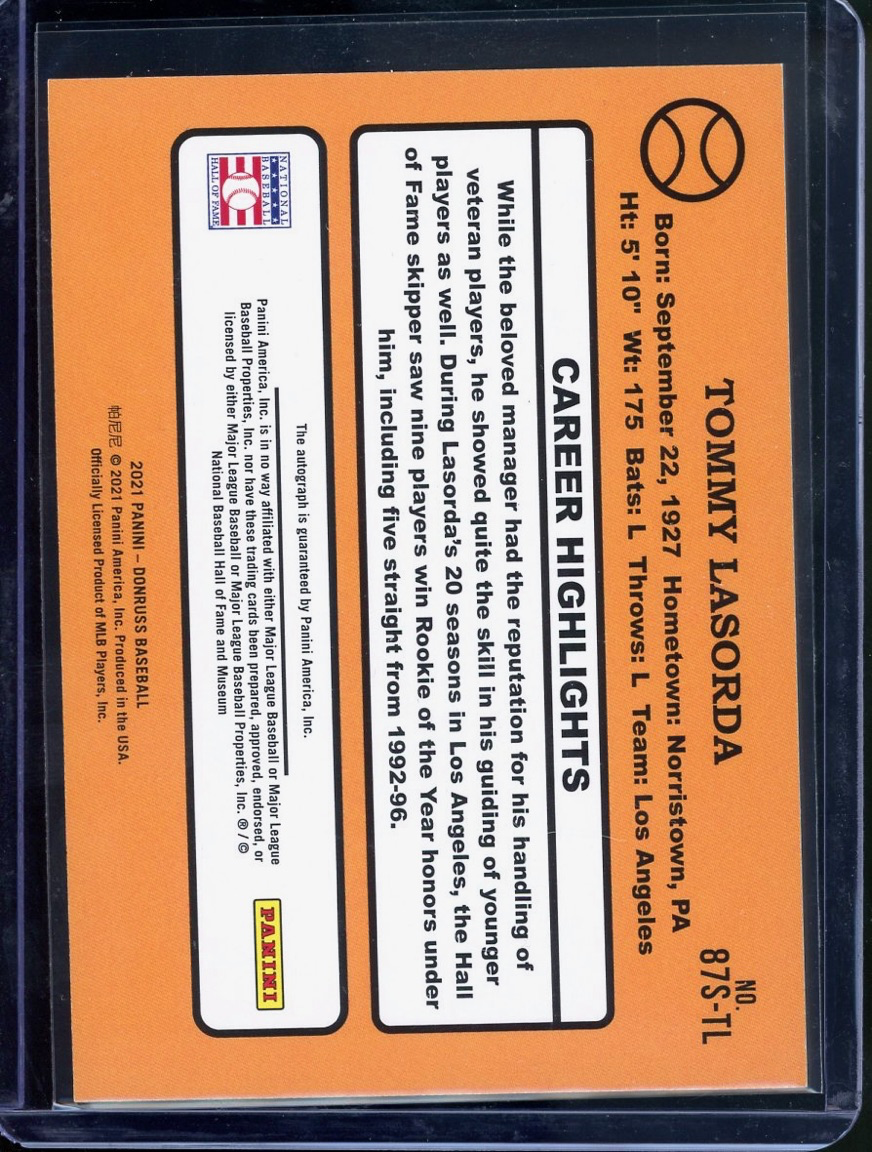 NO.
87S-TL
TOMMY LASORDA
Born: September 22, 1927 Hometown: Norristown, PA
Ht: 5' 10" Wt: 175 Bats: L Throws: L Team: Los Angeles
CAREER HIGHLIGHTS
While the beloved manager had the reputation for his handling of
veteran players, he showed quite the skill in his guiding of younger
players as well. During Lasorda's 20 seasons in Los Angeles, the Hall
of Fame skipper saw nine players win Rookie of the Year honors under
him, including five straight from 1992-96.
NATIONAL
BASEBALL
HALL OF FAME
The autograph is guaranteed by Panini America, Inc.
Panini America, Inc. is in no way affiliated with either Major League Baseball or Major League
Baseball Properties, Inc. nor have these trading cards been prepared, approved, endorsed, or
licensed by either Major League Baseball or Major League Baseball Properties, Inc. ® / ©
National Baseball Hall of Fame and Museum
PANINI
2021 PANINI – DONRUSS BASEBALL
帕尼尼 © 2021 Panini America, Inc. Produced in the USA.
Officially Licensed Product of MLB Players, Inc.